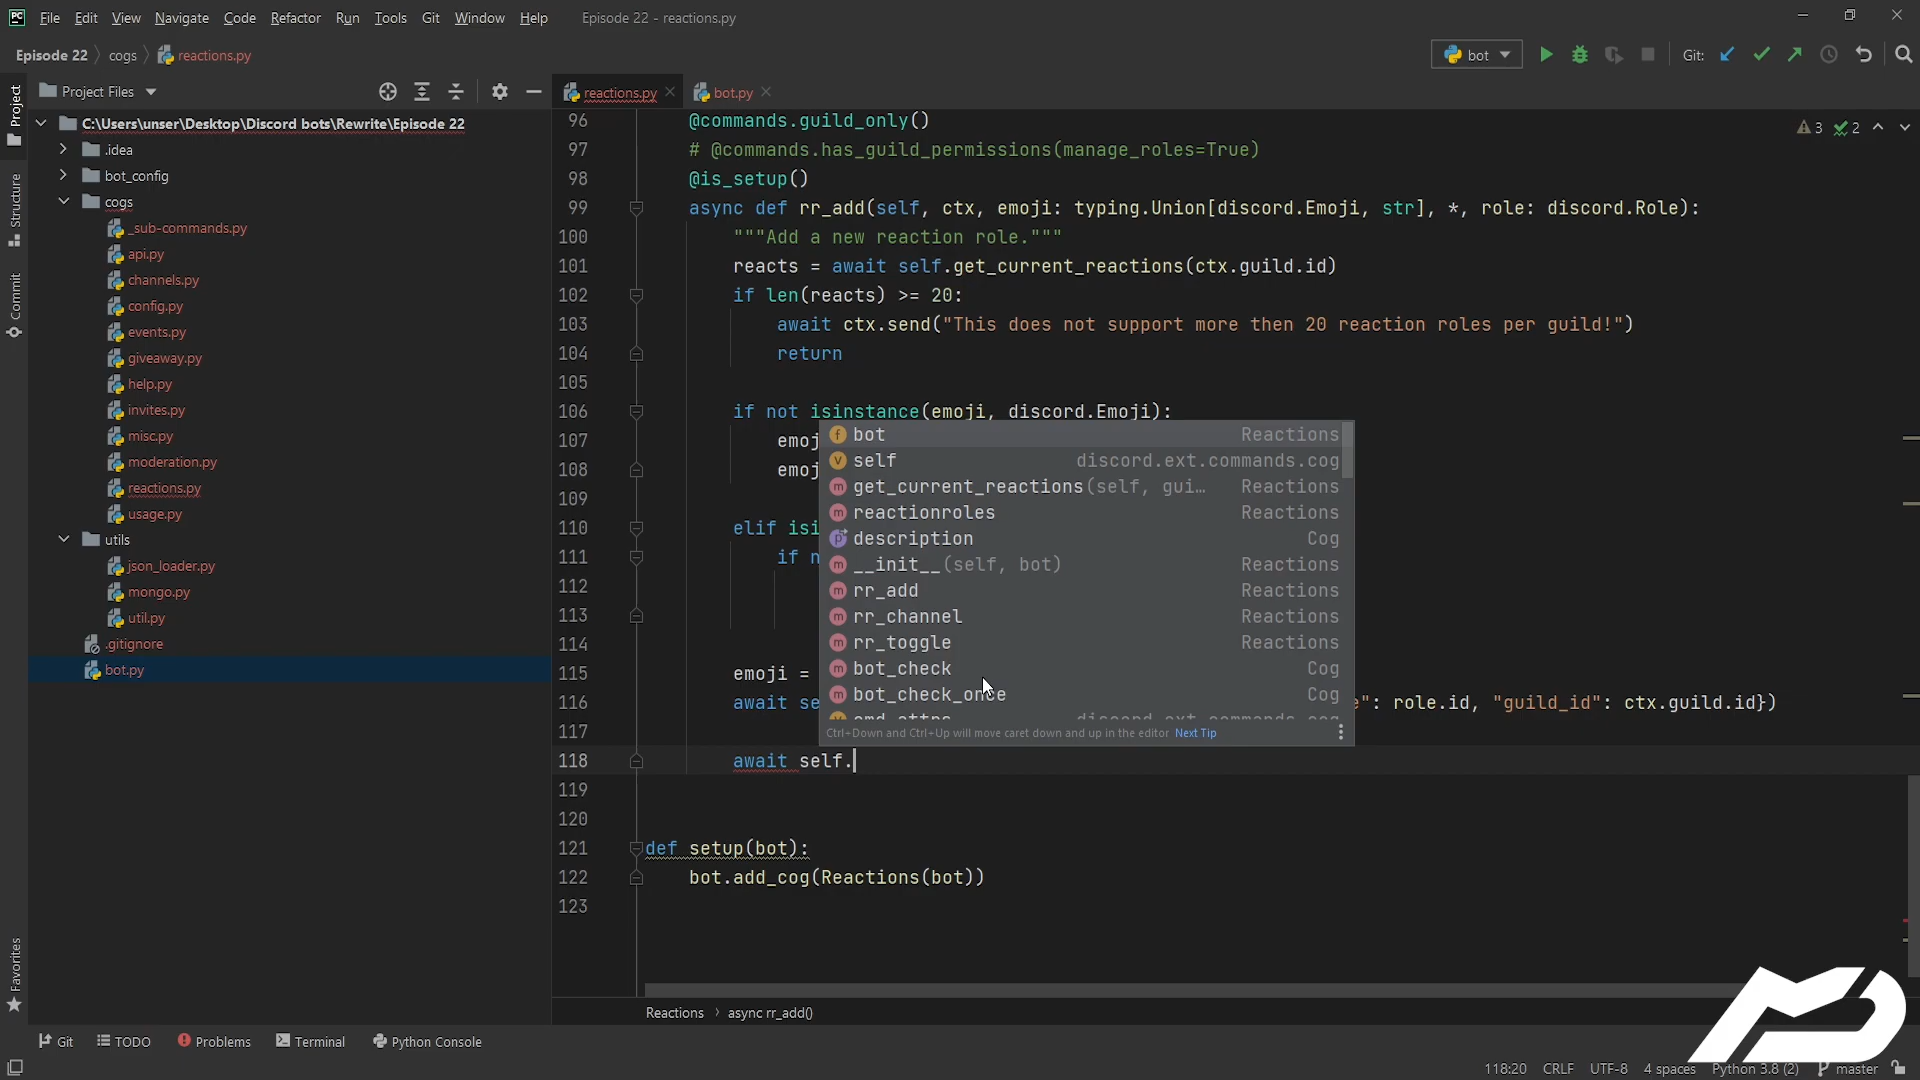 File Edit View Navigate Code Refactor Run Tools Git Window Help Episode 22 - reactions.py
Episode 22 cogs reactions.py
bot Git:
Project Files
reactions.py bot.py
C:\Users\unser\Desktop\Discord bots\Rewrite\Episode 22
.idea
bot_config
cogs
_sub-commands.py
api.py
channels.py
config.py
events.py
giveaway.py
help.py
invites.py
misc.py
moderation.py
reactions.py
usage.py
utils
json_loader.py
mongo.py
util.py
.gitignore
bot.py
Project
Structure
Commit
Favorites
3 2
96 @commands.guild_only()
97 # @commands.has_guild_permissions(manage_roles=True)
98 @is_setup()
99 async def rr_add(self, ctx, emoji: typing.Union[discord.Emoji, str], *, role: discord.Role):
100 """Add a new reaction role."""
101 reacts = await self.get_current_reactions(ctx.guild.id)
102 if len(reacts) >= 20:
103 await ctx.send("This does not support more then 20 reaction roles per guild!")
104 return
105
106 if not isinstance(emoji, discord.Emoji):
107 emoj
108 emoj
109
110 elif isi
111 if n
112
113
114
115 emoji =
116 await se e": role.id, "guild_id": ctx.guild.id})
117
118 await self.
119
120
121 def setup(bot):
122 bot.add_cog(Reactions(bot))
123
bot Reactions
self discord.ext.commands.cog
get_current_reactions(self, gui… Reactions
reactionroles Reactions
description Cog
__init__(self, bot) Reactions
rr_add Reactions
rr_channel Reactions
rr_toggle Reactions
bot_check Cog
bot_check_once Cog
cmd_attrs discord.ext.commands.cog
Ctrl+Down and Ctrl+Up will move caret down and up in the editor Next Tip
Reactions async rr_add()
Git TODO Problems Terminal Python Console
118:20 CRLF UTF-8 4 spaces Python 3.8 (2) master